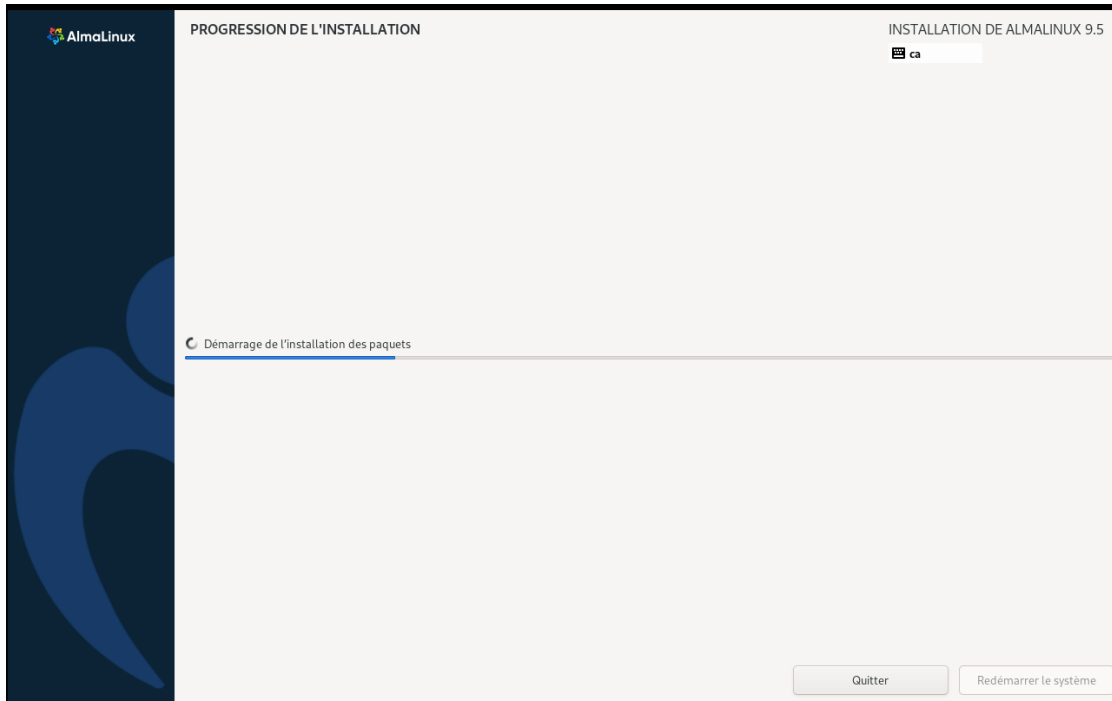 AlmaLinux
PROGRESSION DE L'INSTALLATION
INSTALLATION DE ALMALINUX 9.5
ca
Démarrage de l'installation des paquets
Quitter
Redémarrer le système